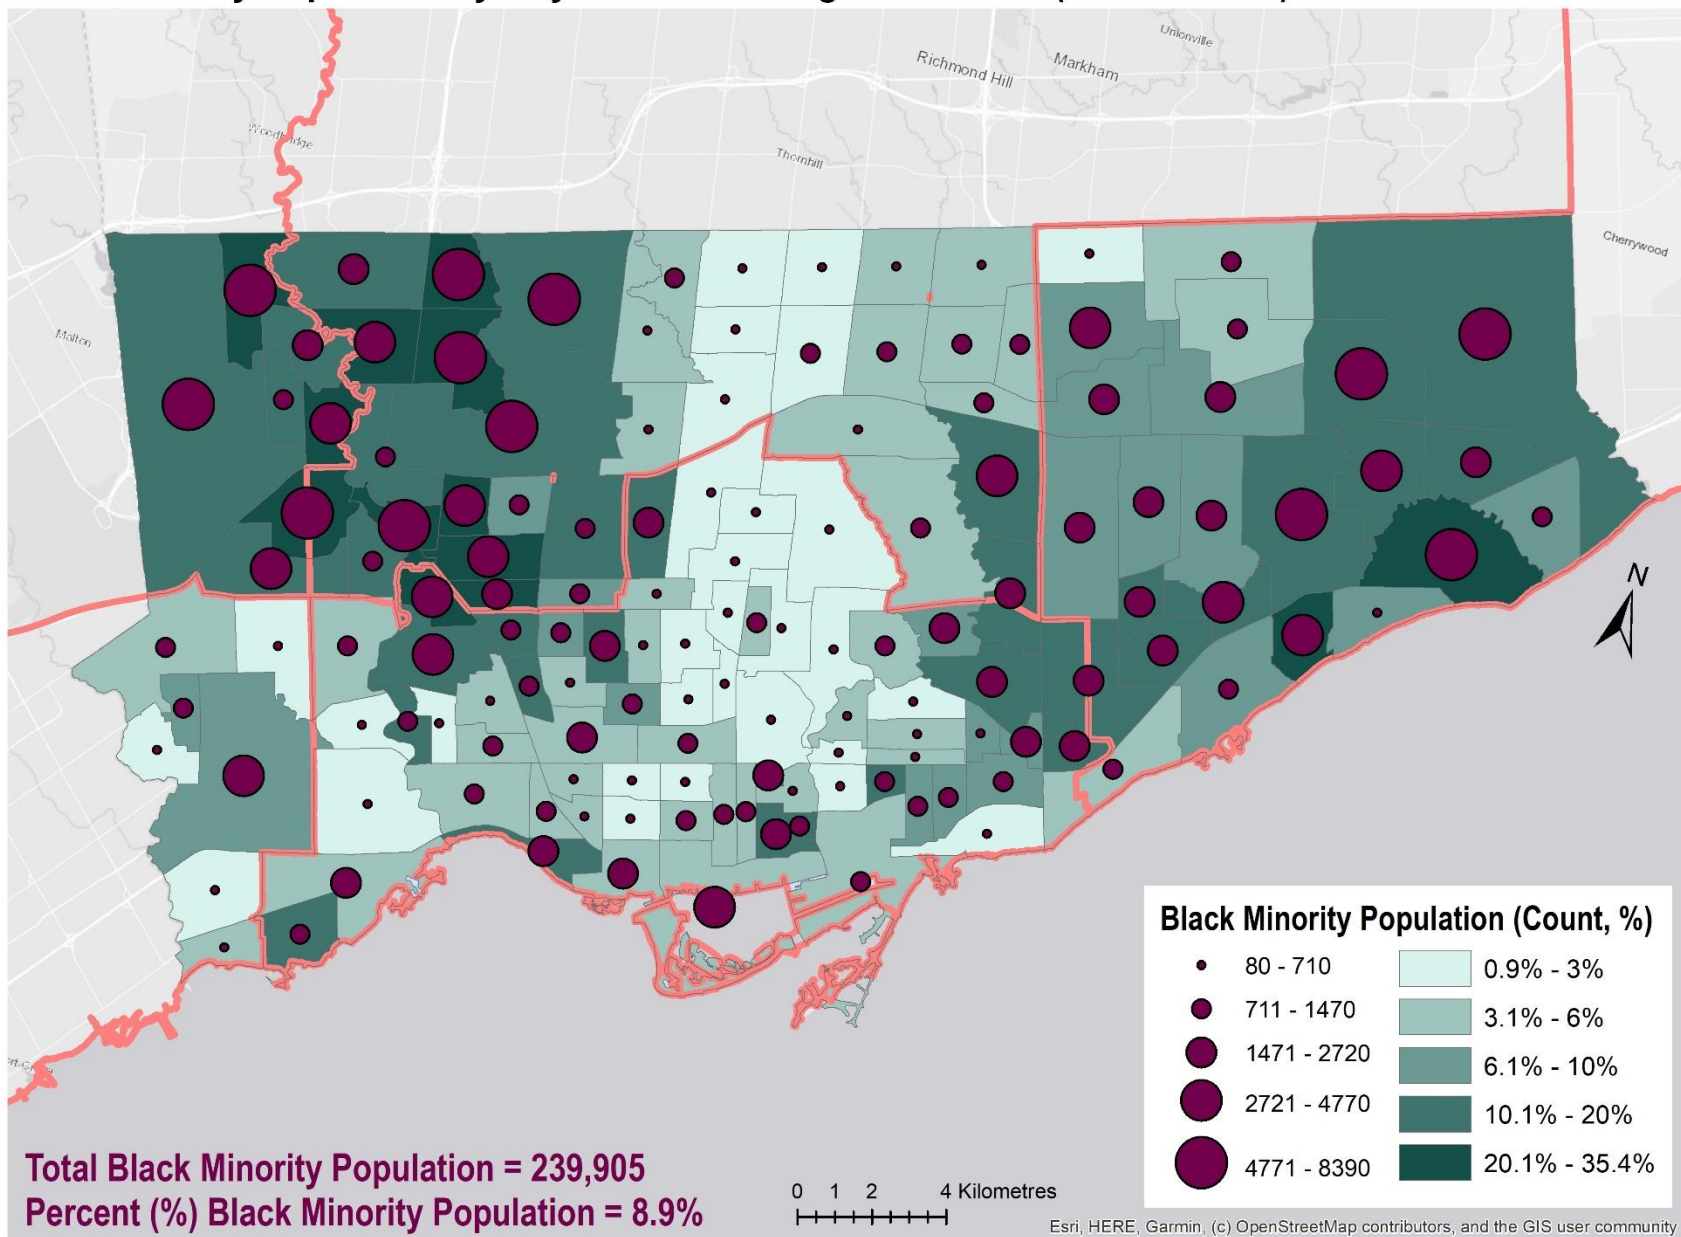 Unionville
Richmond Hill
Markham
Woodbridge
Thornhill
Cherrywood
Malton
N
Black Minority Population (Count, %)
80 - 710
0.9% - 3%
711 - 1470
3.1% - 6%
1471 - 2720
6.1% - 10%
2721 - 4770
10.1% - 20%
4771 - 8390
20.1% - 35.4%
Total Black Minority Population = 239,905
Percent (%) Black Minority Population = 8.9%
0 1 2 4 Kilometres
Esri, HERE, Garmin, (c) OpenStreetMap contributors, and the GIS user community